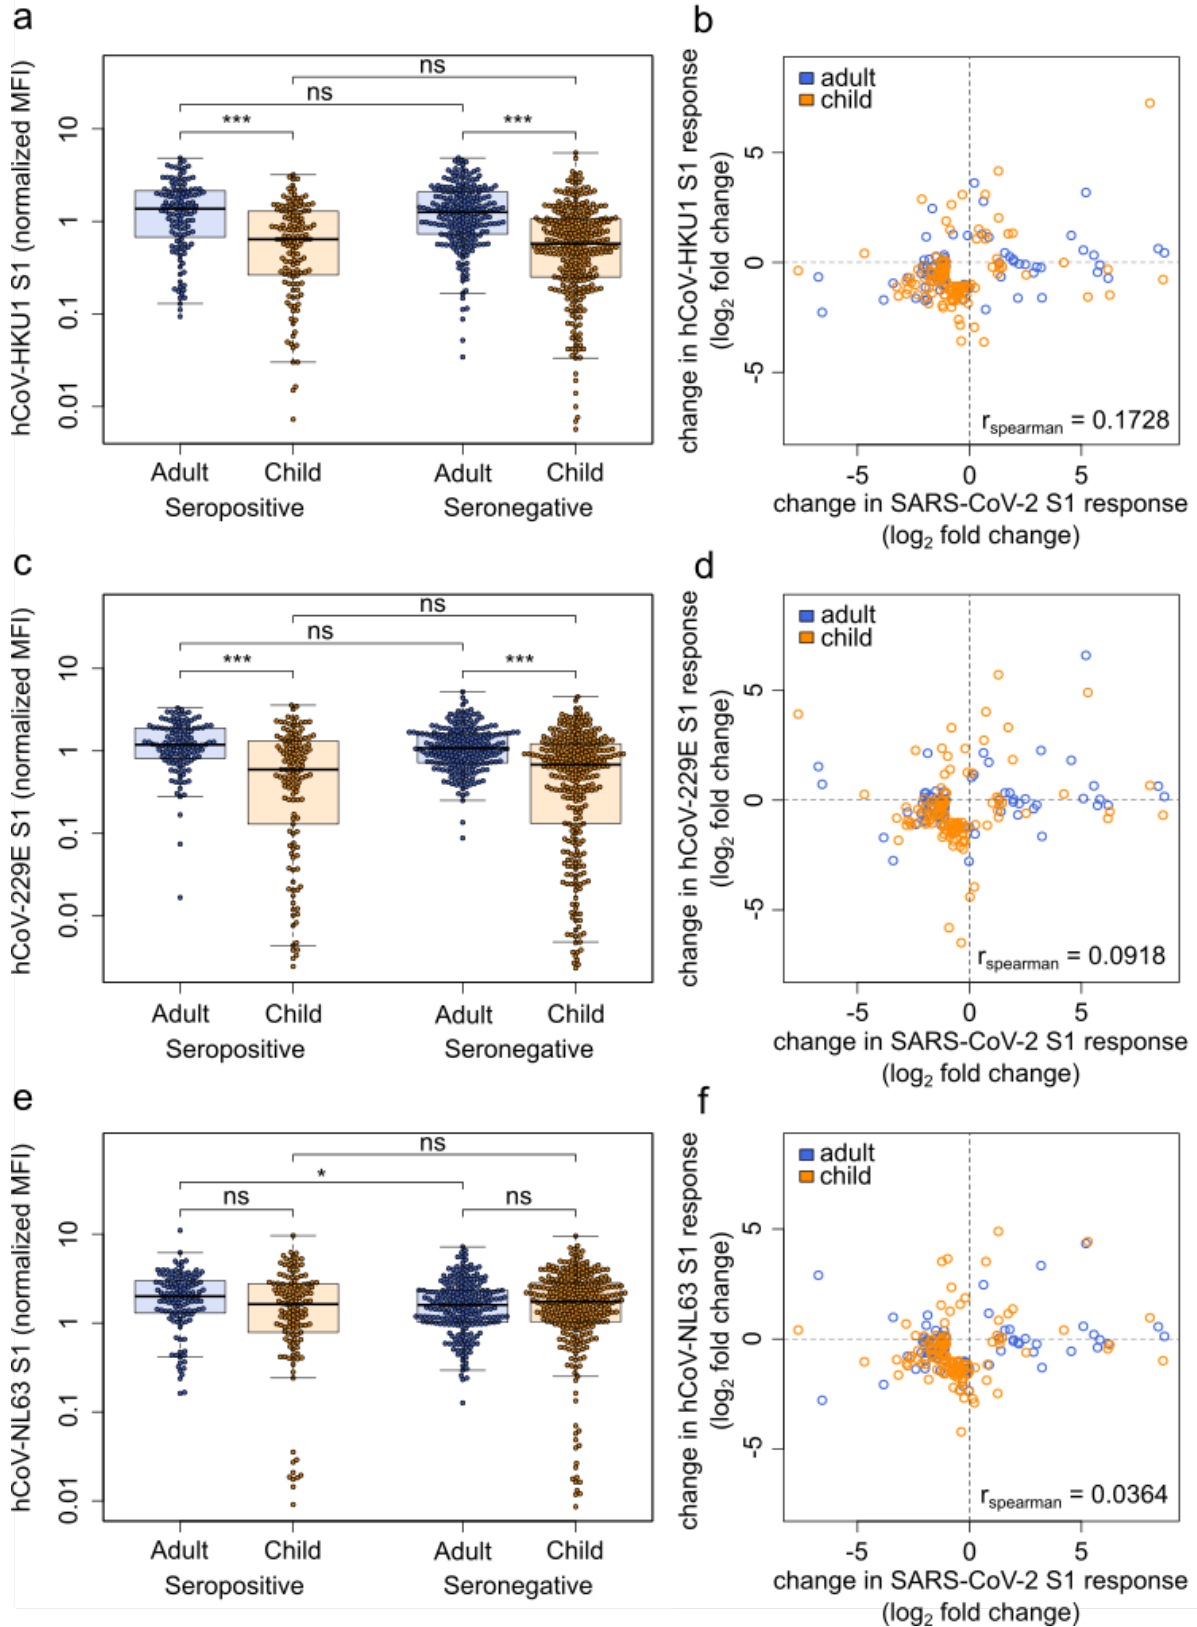 a
hCoV-HKU1 S1 (normalized MFI)
10
1
0.1
0.01
ns
ns
***
***
Adult Child Adult Child
Seropositive Seronegative
b
change in hCoV-HKU1 S1 response
(log2 fold change)
5
0
-5
adult
child
rspearman = 0.1728
-5 0 5
change in SARS-CoV-2 S1 response
(log2 fold change)
c
hCoV-229E S1 (normalized MFI)
10
1
0.1
0.01
ns
ns
***
***
Adult Child Adult Child
Seropositive Seronegative
d
change in hCoV-229E S1 response
(log2 fold change)
5
0
-5
adult
child
rspearman = 0.0918
-5 0 5
change in SARS-CoV-2 S1 response
(log2 fold change)
e
hCoV-NL63 S1 (normalized MFI)
10
1
0.1
0.01
ns
*
ns
ns
Adult Child Adult Child
Seropositive Seronegative
f
change in hCoV-NL63 S1 response
(log2 fold change)
5
0
-5
adult
child
rspearman = 0.0364
-5 0 5
change in SARS-CoV-2 S1 response
(log2 fold change)